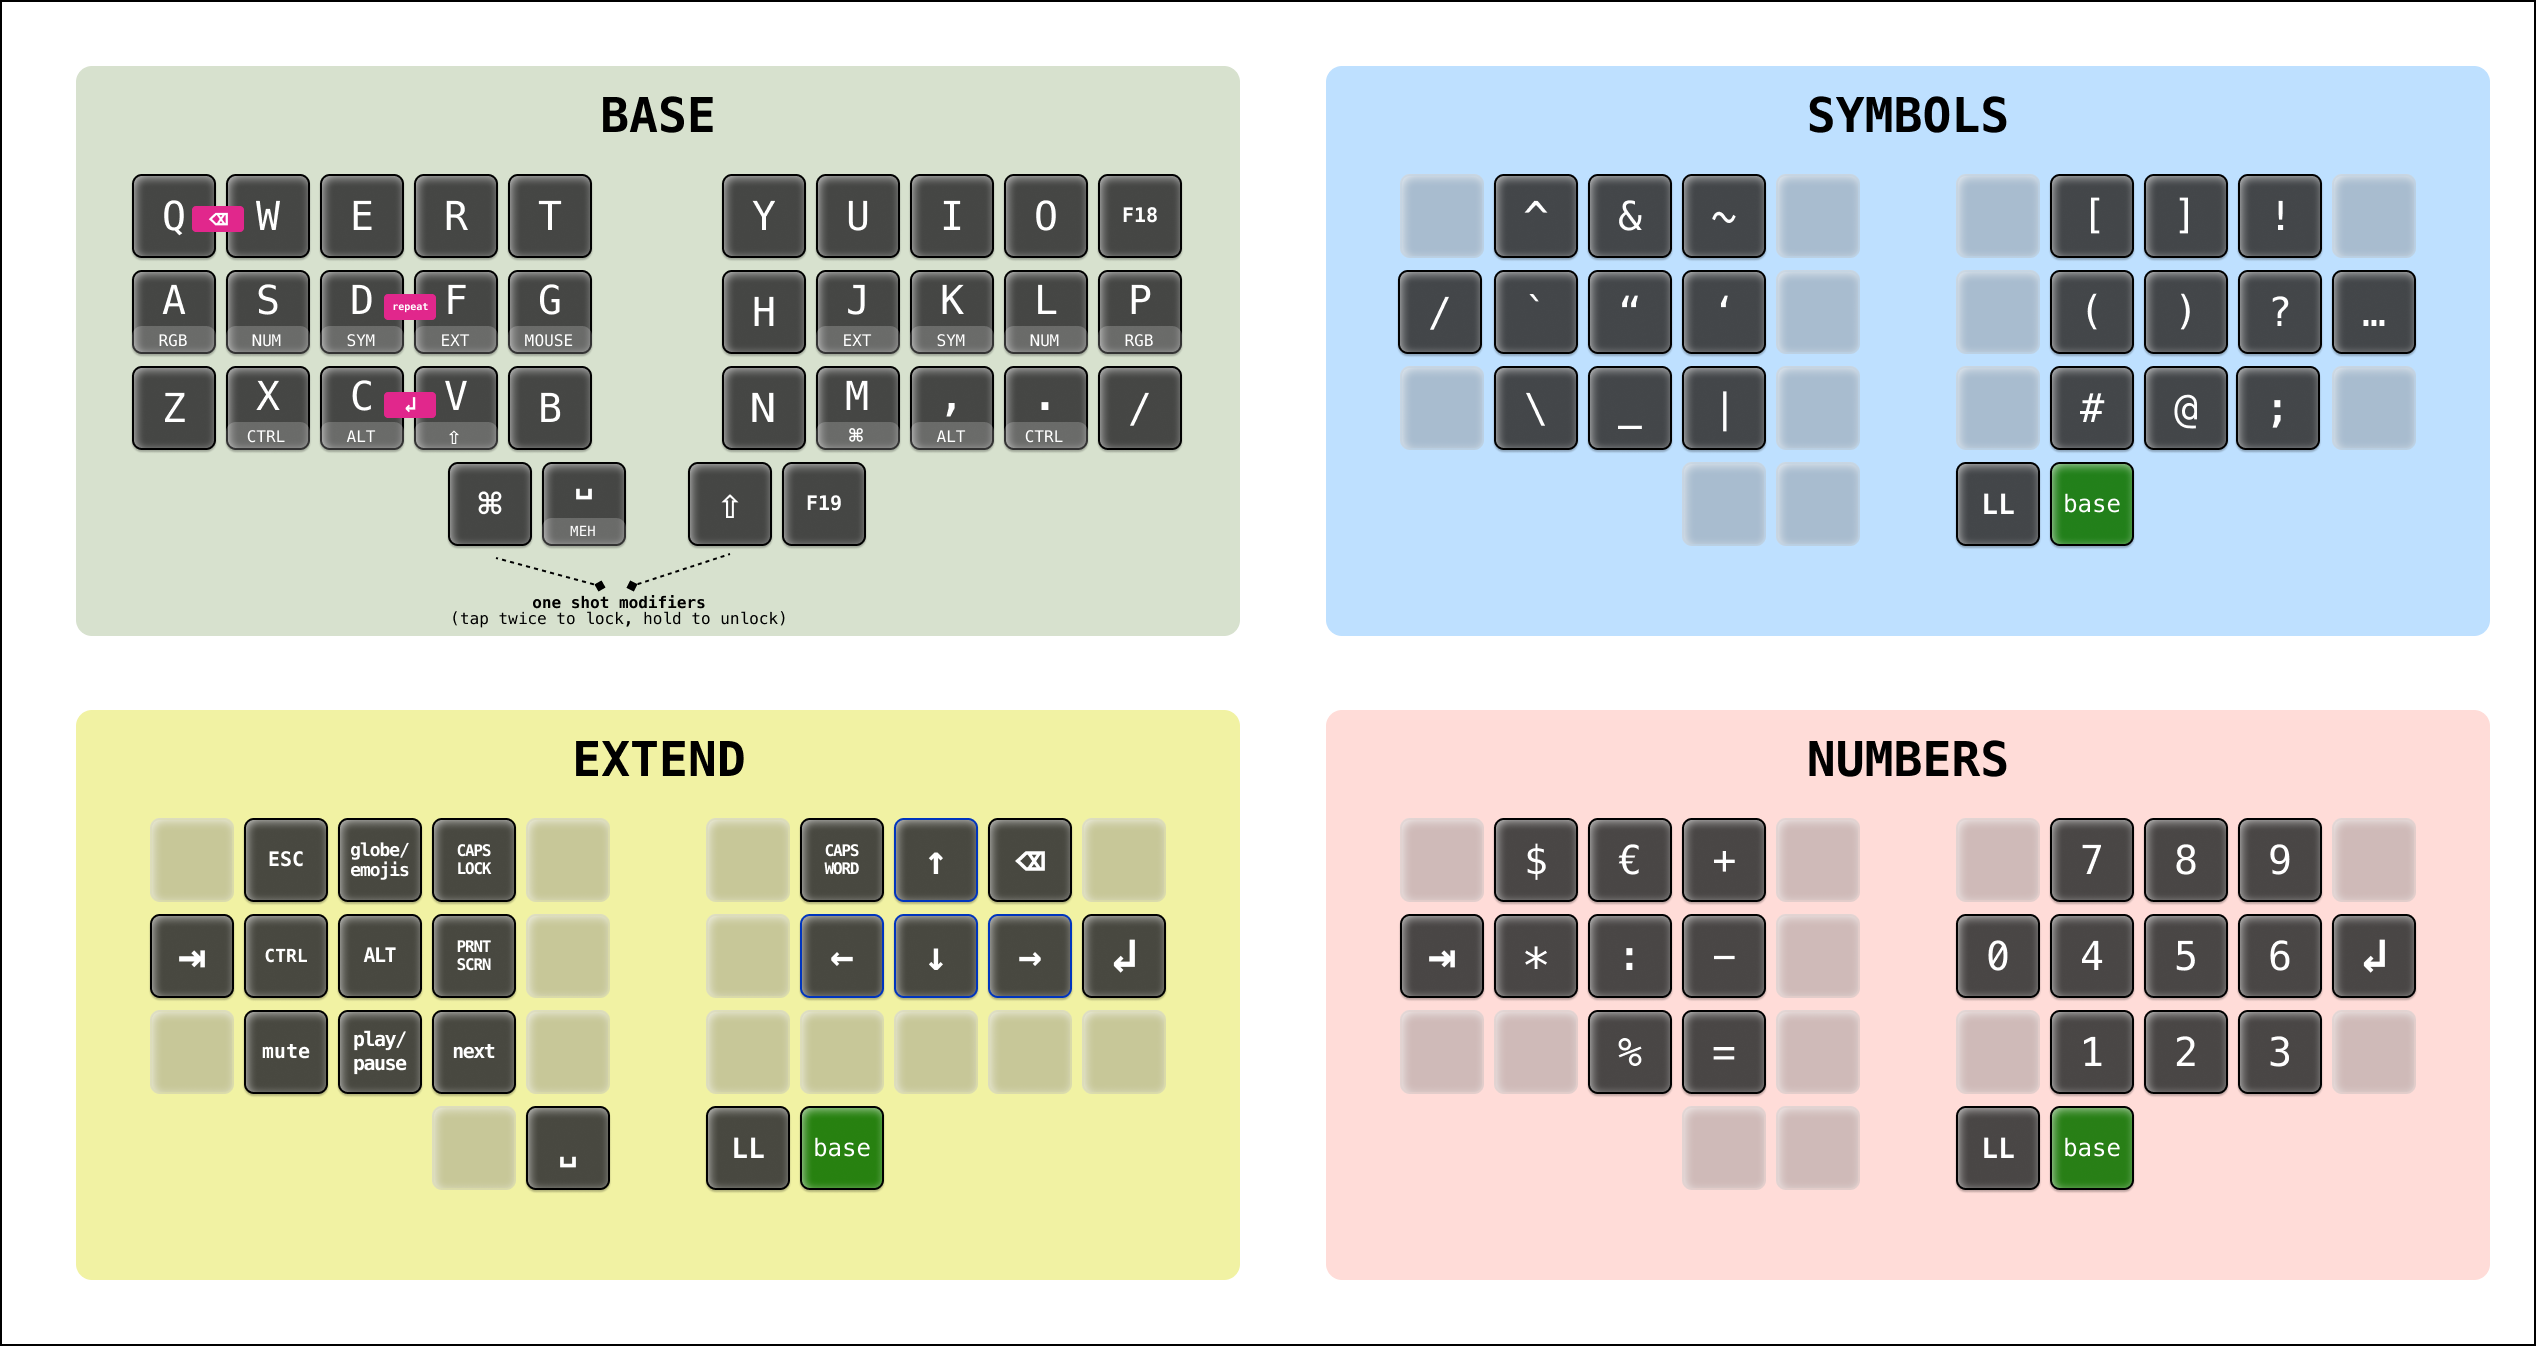 BASE
Q ⌫ W E R T Y U I O F18
A S D repeat F G H J K L P
RGB NUM SYM EXT MOUSE EXT SYM NUM RGB
Z X C ↲ V B N M , . /
CTRL ALT ⇧ ⌘ ALT CTRL
⌘ ␣ ⇧ F19
MEH
one shot modifiers
(tap twice to lock, hold to unlock)
SYMBOLS
^ & ~ [ ] !
/ ` “ ‘ ( ) ? …
\ _ | # @ ;
LL base
EXTEND
ESC globe/ emojis CAPS LOCK CAPS WORD ↑ ⌫
⇥ CTRL ALT PRNT SCRN ← ↓ → ↲
mute play/ pause next
␣ LL base
NUMBERS
$ € + 7 8 9
⇥ * : − 0 4 5 6 ↲
% = 1 2 3
LL base